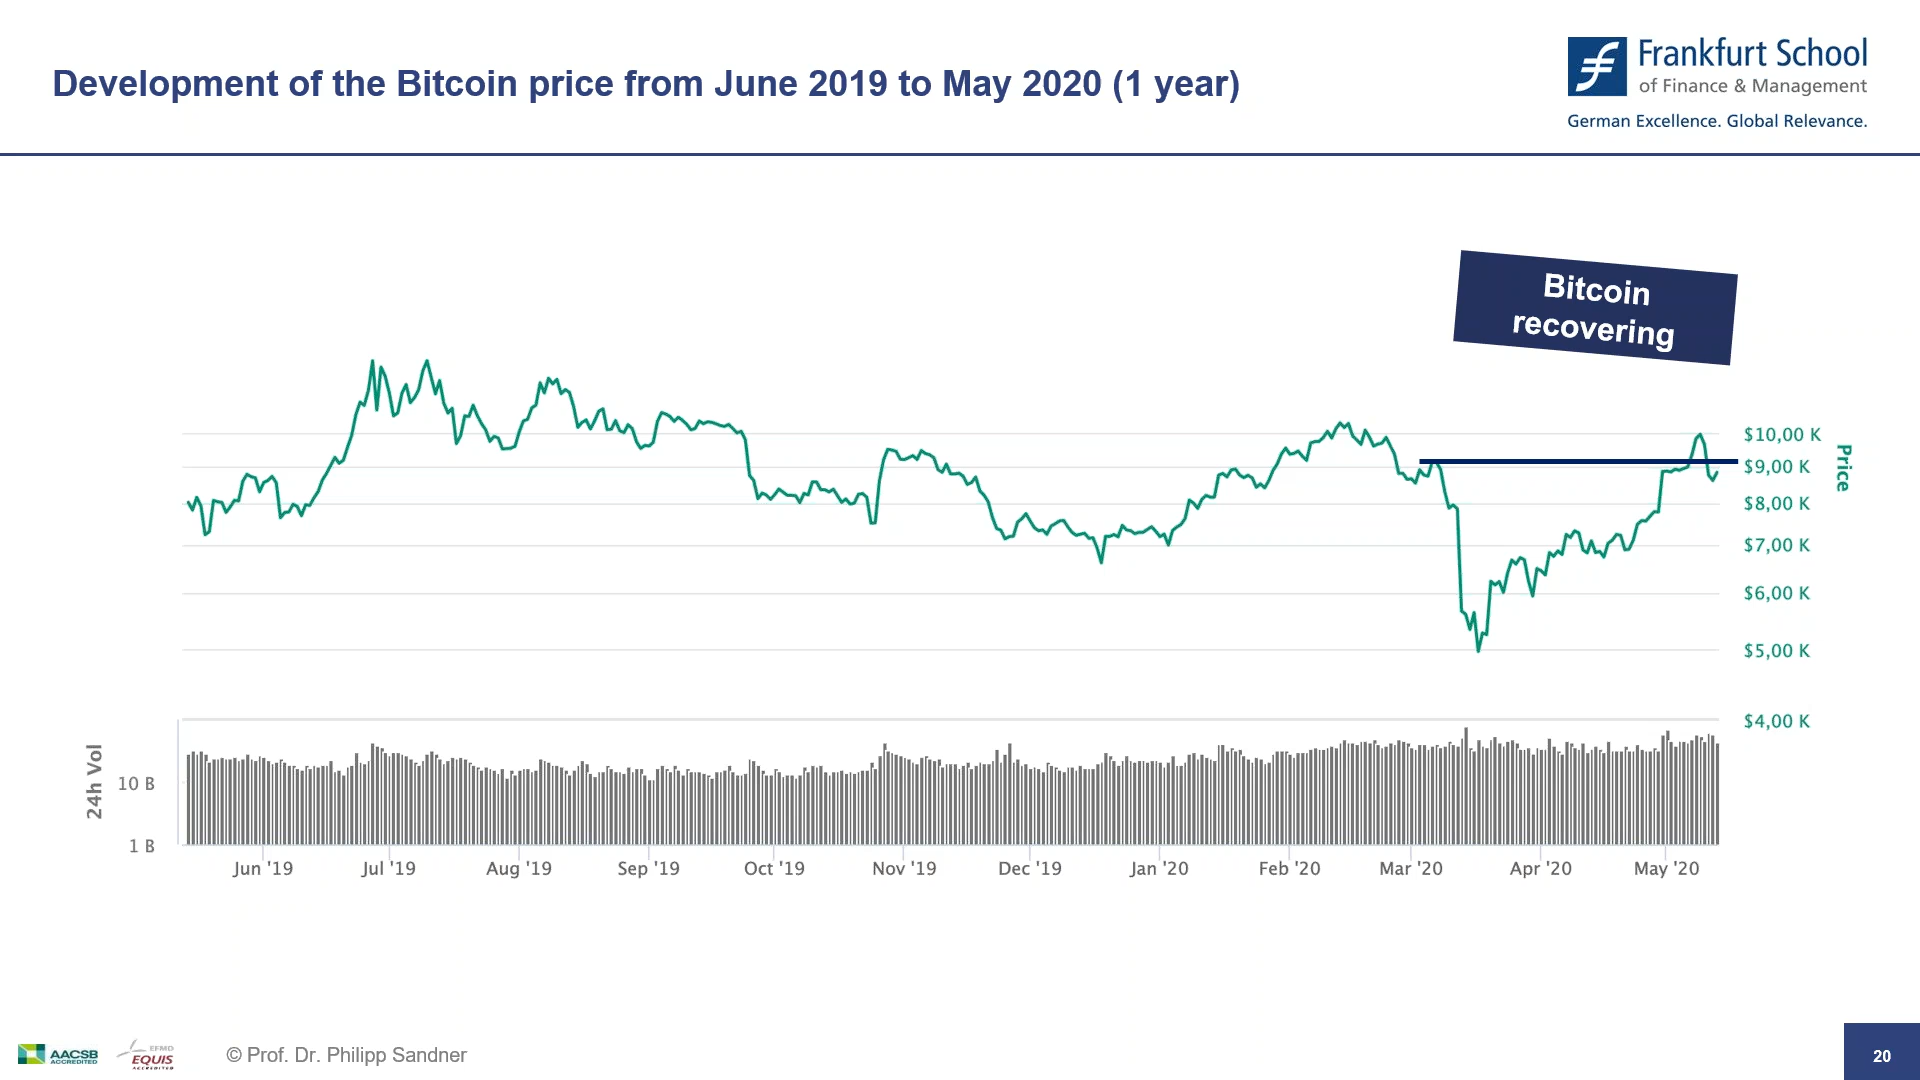 Development of the Bitcoin price from June 2019 to May 2020 (1 year)
Frankfurt School
of Finance & Management
German Excellence. Global Relevance.
Bitcoin
recovering
$10,00 K
$9,00 K
$8,00 K
$7,00 K
$6,00 K
$5,00 K
$4,00 K
Price
24h Vol
10 B
1 B
Jun '19
Jul '19
Aug '19
Sep '19
Oct '19
Nov '19
Dec '19
Jan '20
Feb '20
Mar '20
Apr '20
May '20
AACSB
ACCREDITED
EFMD
EQUIS
ACCREDITED
© Prof. Dr. Philipp Sandner
20